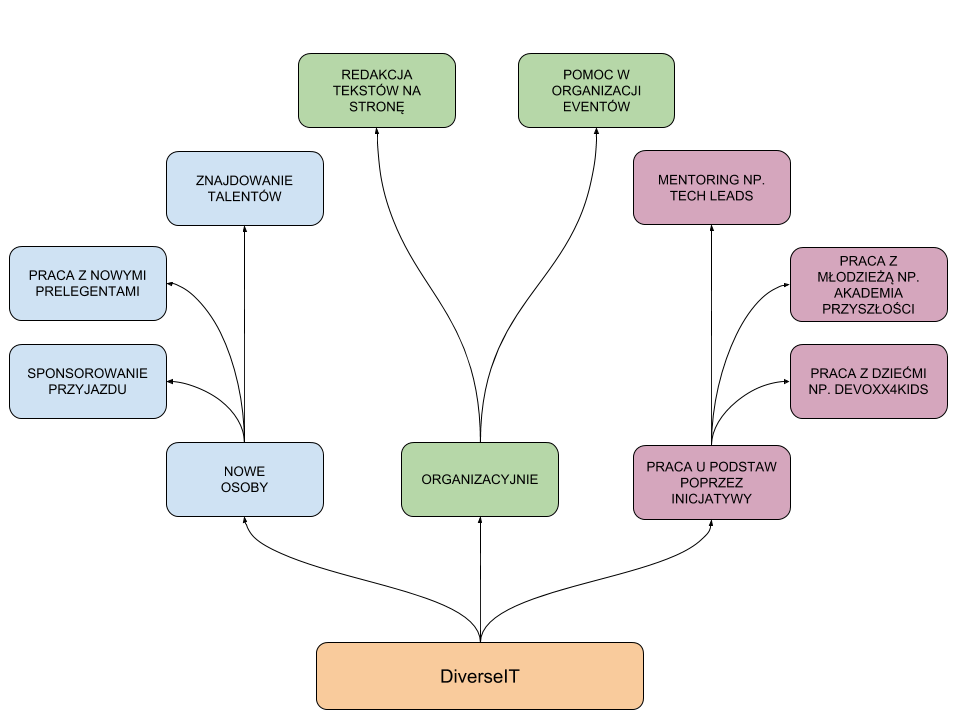 REDAKCJA
TEKSTÓW NA
STRONĘ
POMOC W
ORGANIZACJI
EVENTÓW
ZNAJDOWANIE
TALENTÓW
MENTORING NP.
TECH LEADS
PRACA Z NOWYMI
PRELEGENTAMI
PRACA Z
MŁODZIEŻĄ NP.
AKADEMIA
PRZYSZŁOŚCI
SPONSOROWANIE
PRZYJAZDU
PRACA Z DZIEĆMI
NP. DEVOXX4KIDS
NOWE
OSOBY
ORGANIZACYJNIE
PRACA U PODSTAW
POPRZEZ
INICJATYWY
DiverseIT